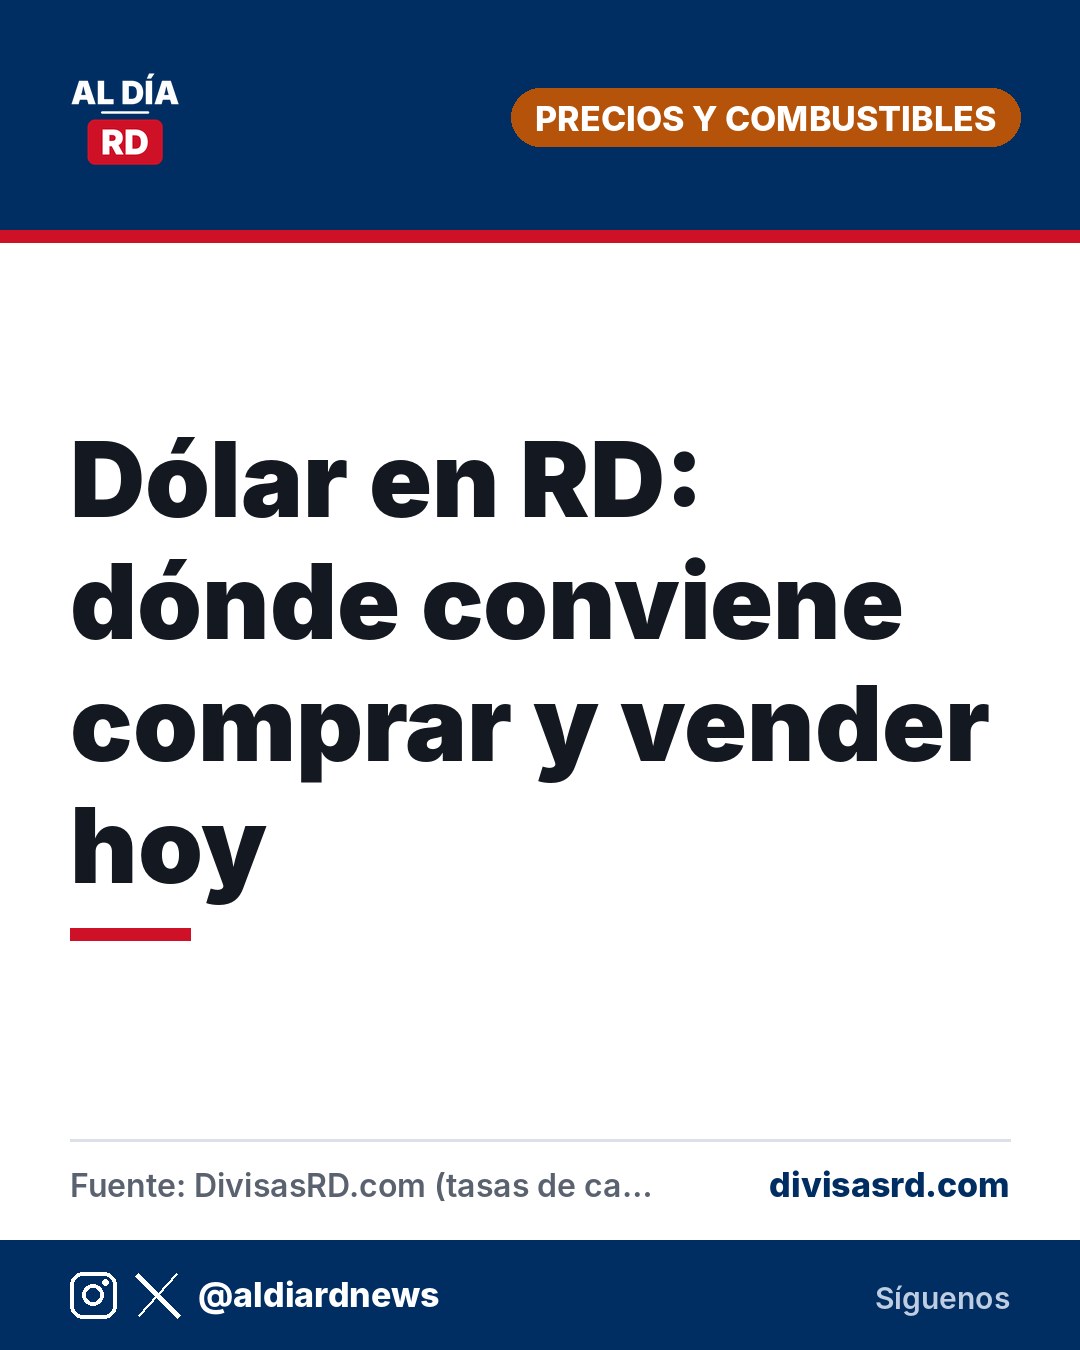 AL DÍA
RD
PRECIOS Y COMBUSTIBLES
Dólar en RD:
dónde conviene
comprar y vender
hoy
Fuente: DivisasRD.com (tasas de ca...
divisasrd.com
@aldiardnews
Síguenos